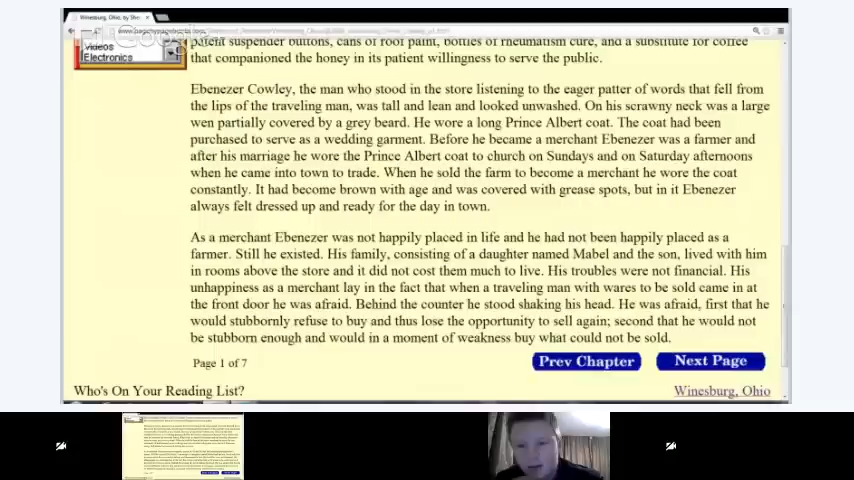 Winesburg, Ohio, by She
Videos
Electronics
patent suspender buttons, cans of roof paint, bottles of rheumatism cure, and a substitute for coffee
that companioned the honey in its patient willingness to serve the public.
Ebenezer Cowley, the man who stood in the store listening to the eager patter of words that fell from
the lips of the traveling man, was tall and lean and looked unwashed. On his scrawny neck was a large
wen partially covered by a grey beard. He wore a long Prince Albert coat. The coat had been
purchased to serve as a wedding garment. Before he became a merchant Ebenezer was a farmer and
after his marriage he wore the Prince Albert coat to church on Sundays and on Saturday afternoons
when he came into town to trade. When he sold the farm to become a merchant he wore the coat
constantly. It had become brown with age and was covered with grease spots, but in it Ebenezer
always felt dressed up and ready for the day in town.
As a merchant Ebenezer was not happily placed in life and he had not been happily placed as a
farmer. Still he existed. His family, consisting of a daughter named Mabel and the son, lived with him
in rooms above the store and it did not cost them much to live. His troubles were not financial. His
unhappiness as a merchant lay in the fact that when a traveling man with wares to be sold came in at
the front door he was afraid. Behind the counter he stood shaking his head. He was afraid, first that he
would stubbornly refuse to buy and thus lose the opportunity to sell again; second that he would not
be stubborn enough and would in a moment of weakness buy what could not be sold.
Page 1 of 7
Prev Chapter
Next Page
Who's On Your Reading List?
Winesburg, Ohio